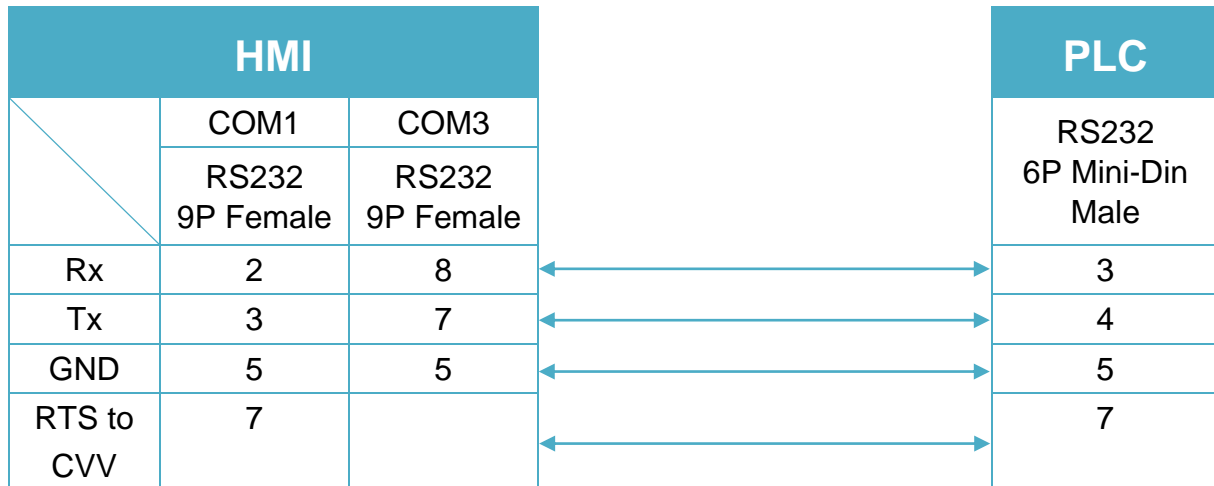 HMI PLC
COM1 COM3
RS232
9P Female
RS232
9P Female
RS232
6P Mini-Din
Male
Rx 2 8 3
Tx 3 7 4
GND 5 5 5
RTS to
CVV
7 7